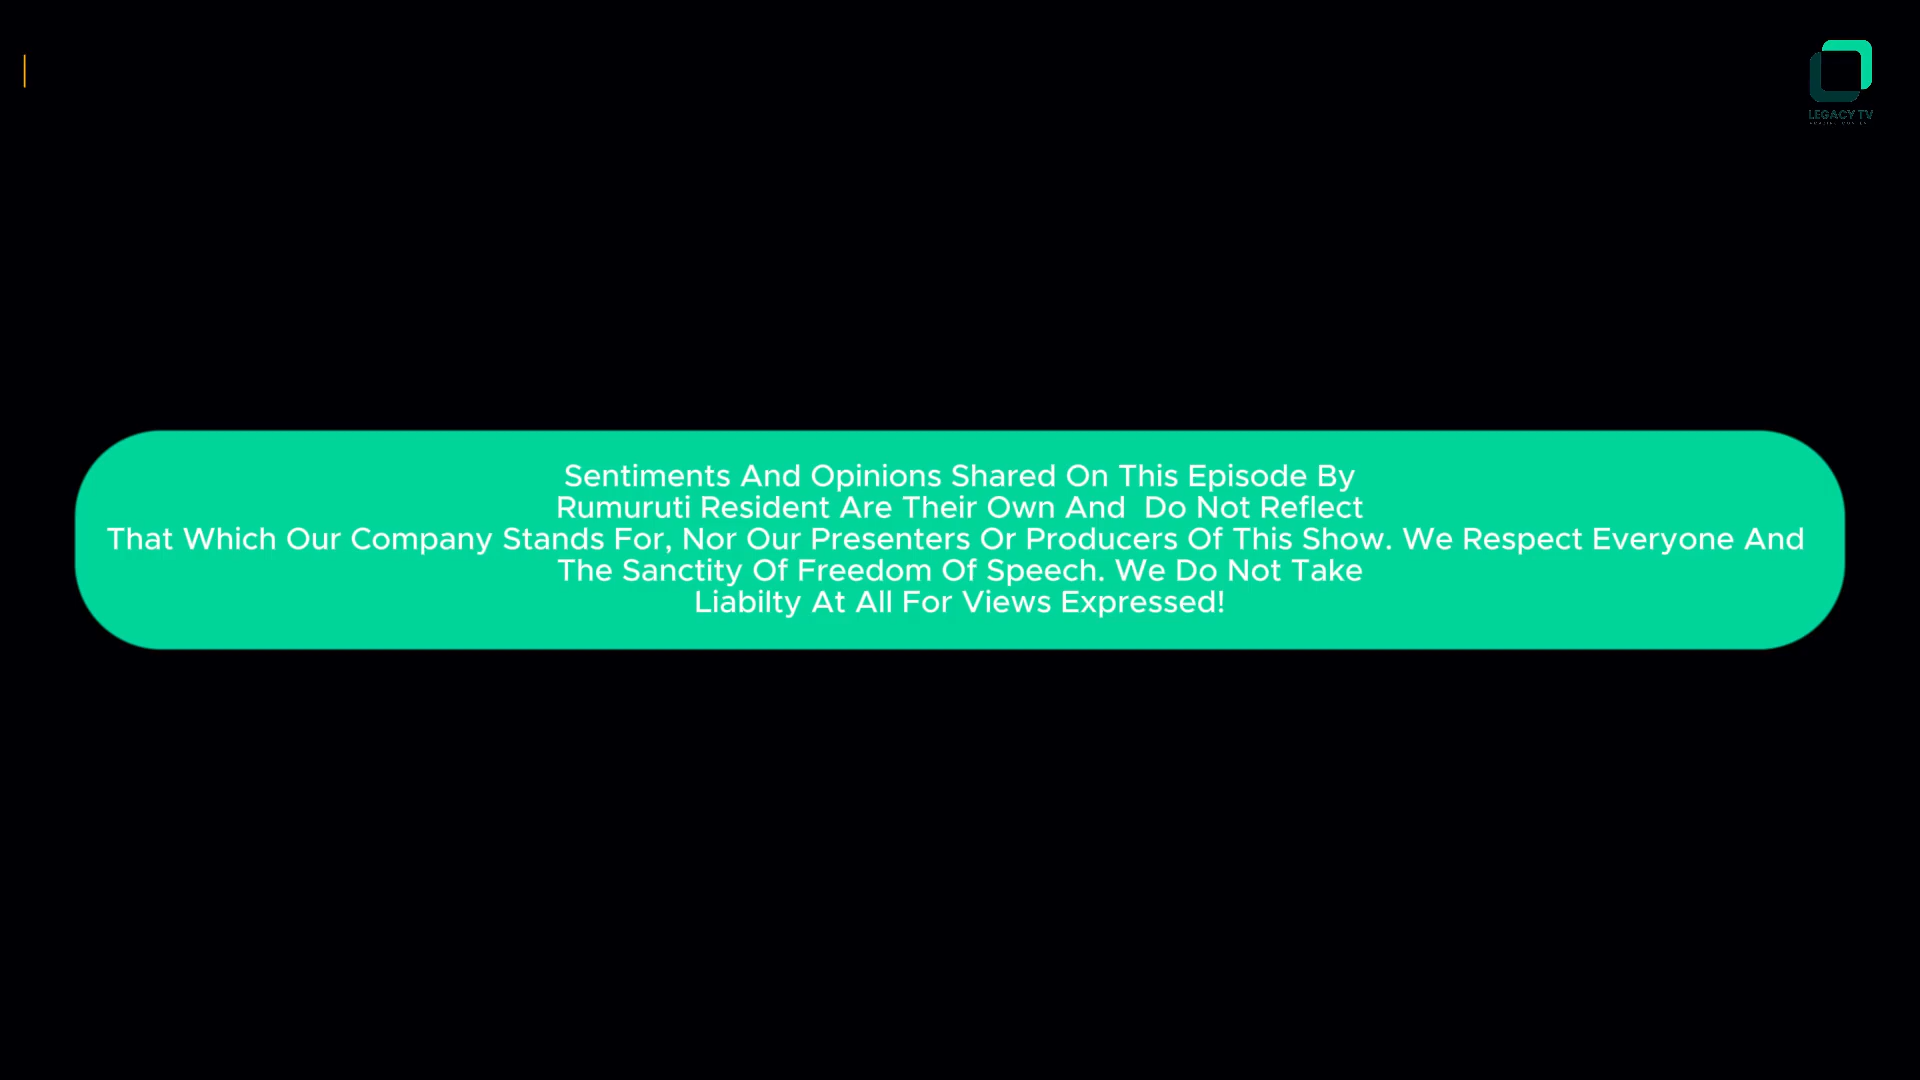 LEGACY TV
Sentiments And Opinions Shared On This Episode By
Rumuruti Resident Are Their Own And  Do Not Reflect
That Which Our Company Stands For, Nor Our Presenters Or Producers Of This Show. We Respect Everyone And
The Sanctity Of Freedom Of Speech. We Do Not Take
Liabilty At All For Views Expressed!